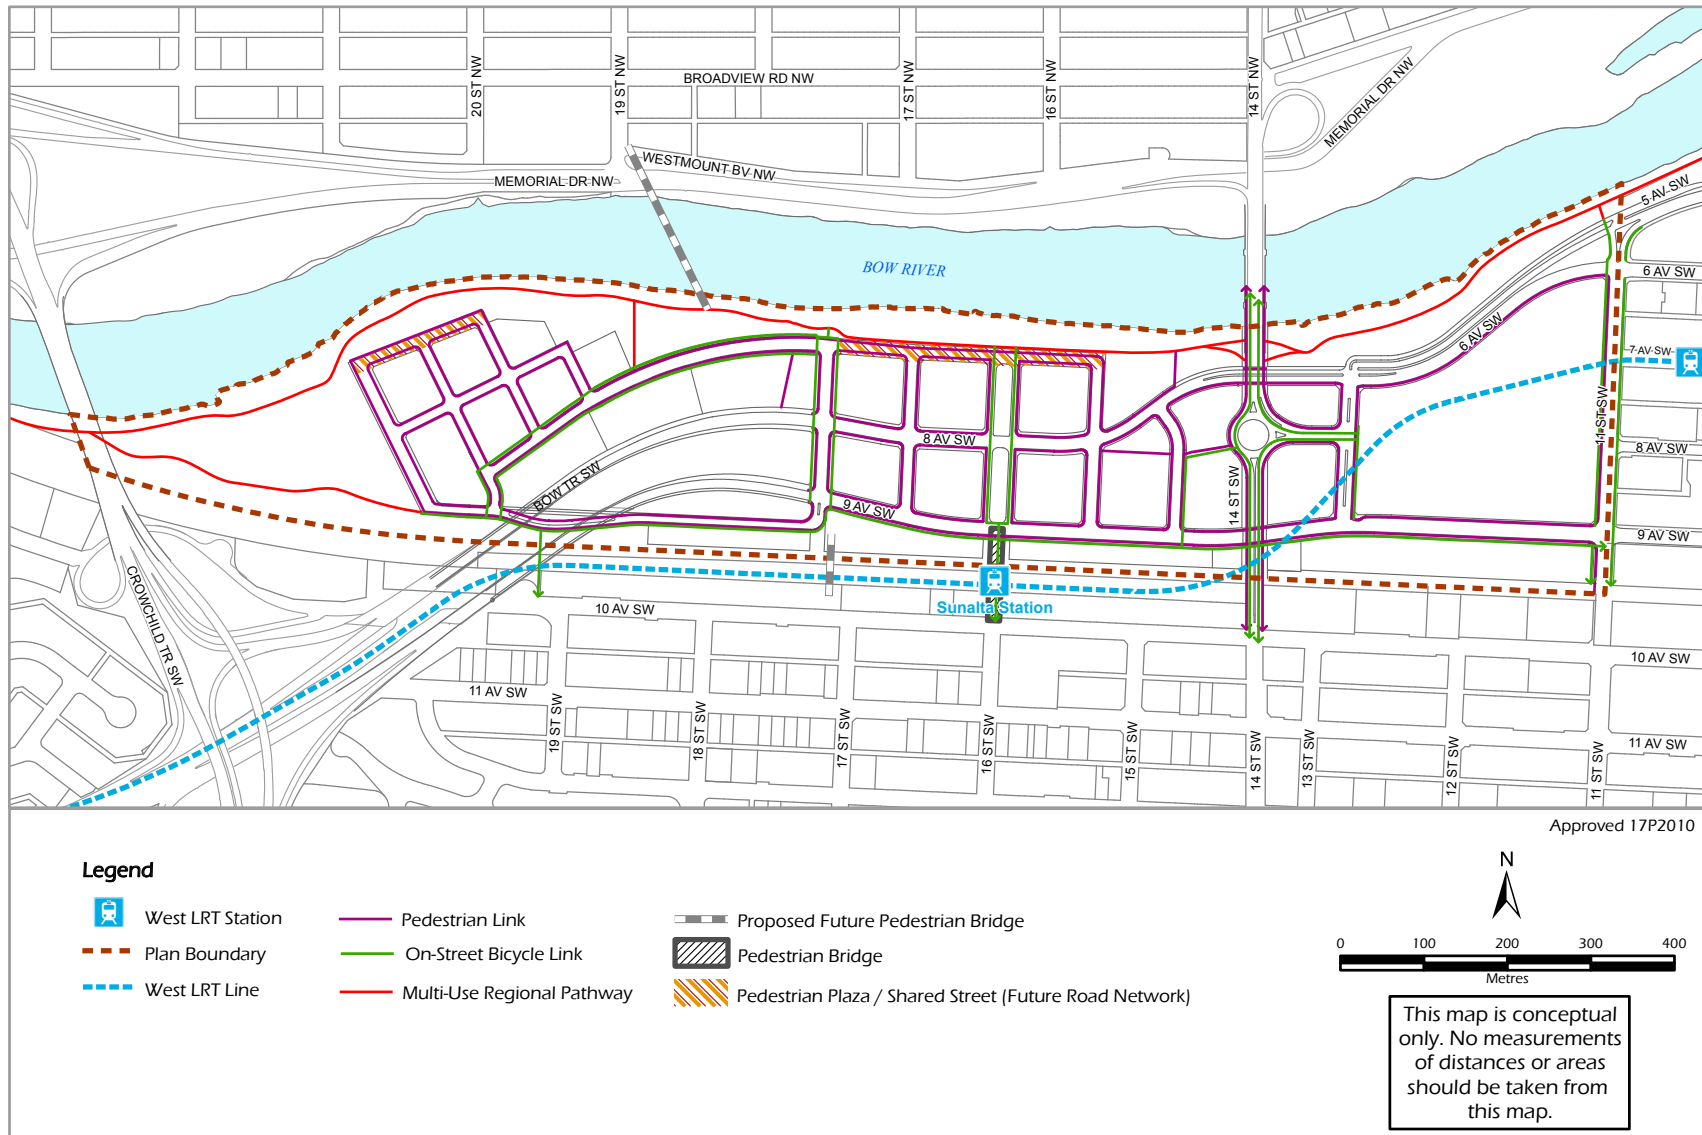 20 ST NW
19 ST NW
BROADVIEW RD NW
17 ST NW
16 ST NW
14 ST NW
MEMORIAL DR NW
WESTMOUNT BV NW
MEMORIAL DR NW
5 AV SW
BOW RIVER
6 AV SW
6 AV SW
7 AV SW
11 ST SW
8 AV SW
8 AV SW
BOW TR SW
14 ST SW
9 AV SW
9 AV SW
CROWCHILD TR SW
Sunalta Station
10 AV SW
10 AV SW
11 AV SW
11 AV SW
19 ST SW
18 ST SW
17 ST SW
16 ST SW
15 ST SW
14 ST SW
13 ST SW
12 ST SW
11 ST SW
Approved 17P2010
Legend
West LRT Station
Plan Boundary
West LRT Line
Pedestrian Link
On-Street Bicycle Link
Multi-Use Regional Pathway
Proposed Future Pedestrian Bridge
Pedestrian Bridge
Pedestrian Plaza / Shared Street (Future Road Network)
N
0 100 200 300 400
Metres
This map is conceptual
only. No measurements
of distances or areas
should be taken from
this map.